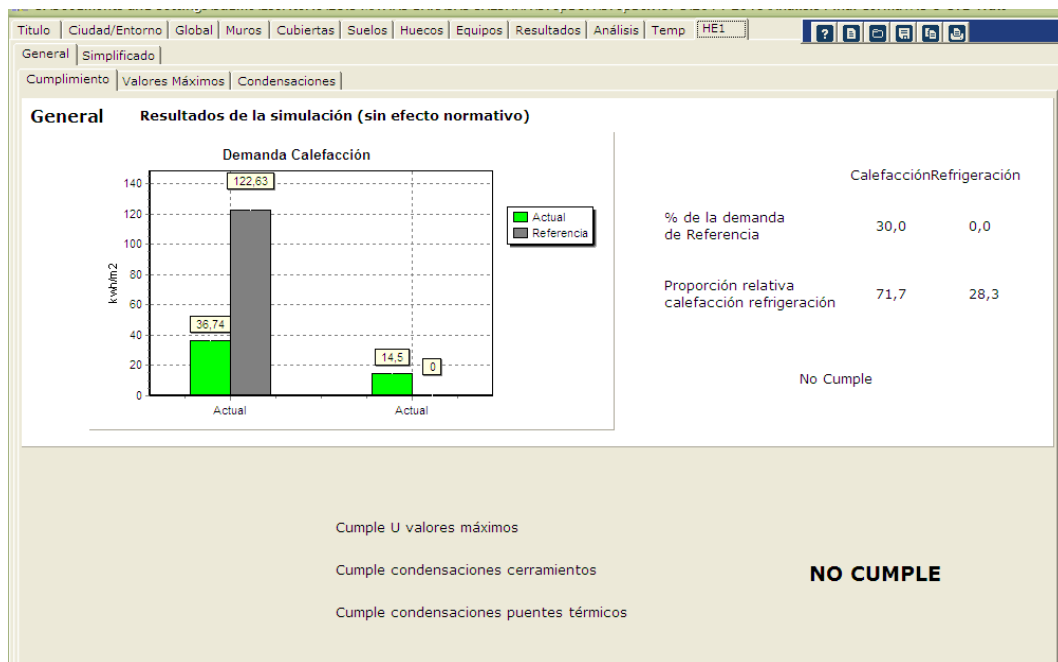 Titulo Ciudad/Entorno Global Muros Cubiertas Suelos Huecos Equipos Resultados Análisis Temp HE1
?
General Simplificado
Cumplimiento Valores Máximos Condensaciones
General Resultados de la simulación (sin efecto normativo)
Demanda Calefacción
kwh/m2
140
120
100
80
60
40
20
0
122,63
36,74
14,5
0
Actual Actual
Actual
Referencia
CalefacciónRefrigeración
% de la demanda
de Referencia 30,0 0,0
Proporción relativa
calefacción refrigeración 71,7 28,3
No Cumple
Cumple U valores máximos
Cumple condensaciones cerramientos
NO CUMPLE
Cumple condensaciones puentes térmicos